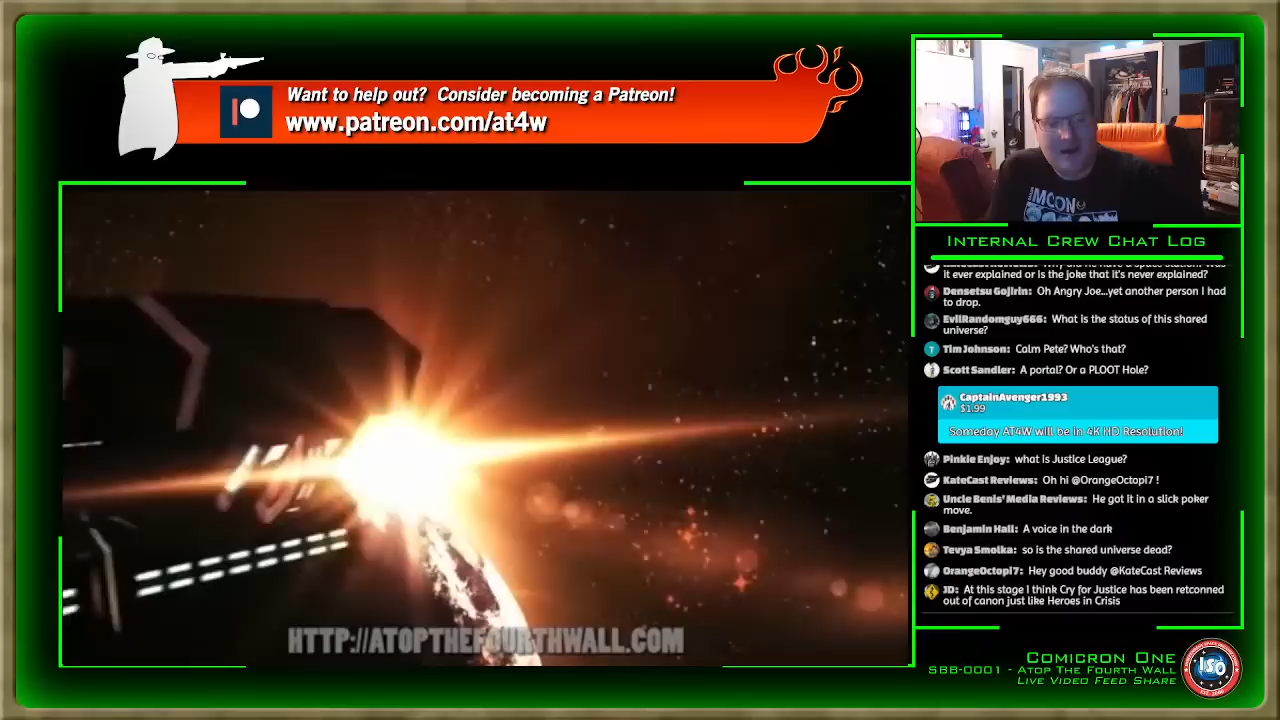 Want to help out? Consider becoming a Patreon!
www.patreon.com/at4w
HTTP://ATOPTHEFOURTHWALL.COM
MOON
INTERNAL CREW CHAT LOG
it ever explained or is the joke that it's never explained?
Densetsu Gojirin: Oh Angry Joe...yet another person I had
to drop.
EvilRandomguy666: What is the status of this shared
universe?
T Tim Johnson: Calm Pete? Who's that?
Scott Sandler: A portal? Or a PLOOT Hole?
CaptainAvenger1993
$1.99
Someday AT4W will be in 4K HD Resolution!
Pinkie Enjoy: what is Justice League?
KateCast Reviews: Oh hi @OrangeOctopi7 !
Uncle Benis' Media Reviews: He got it in a slick poker
move.
Benjamin Hall: A voice in the dark
Tevya Smolka: so is the shared universe dead?
OrangeOctopi7: Hey good buddy @KateCast Reviews
JD: At this stage I think Cry for Justice has been retconned
out of canon just like Heroes in Crisis
COMICRON ONE
SBB-0001 - ATOP THE FOURTH WALL
LIVE VIDEO FEED SHARE
ISO